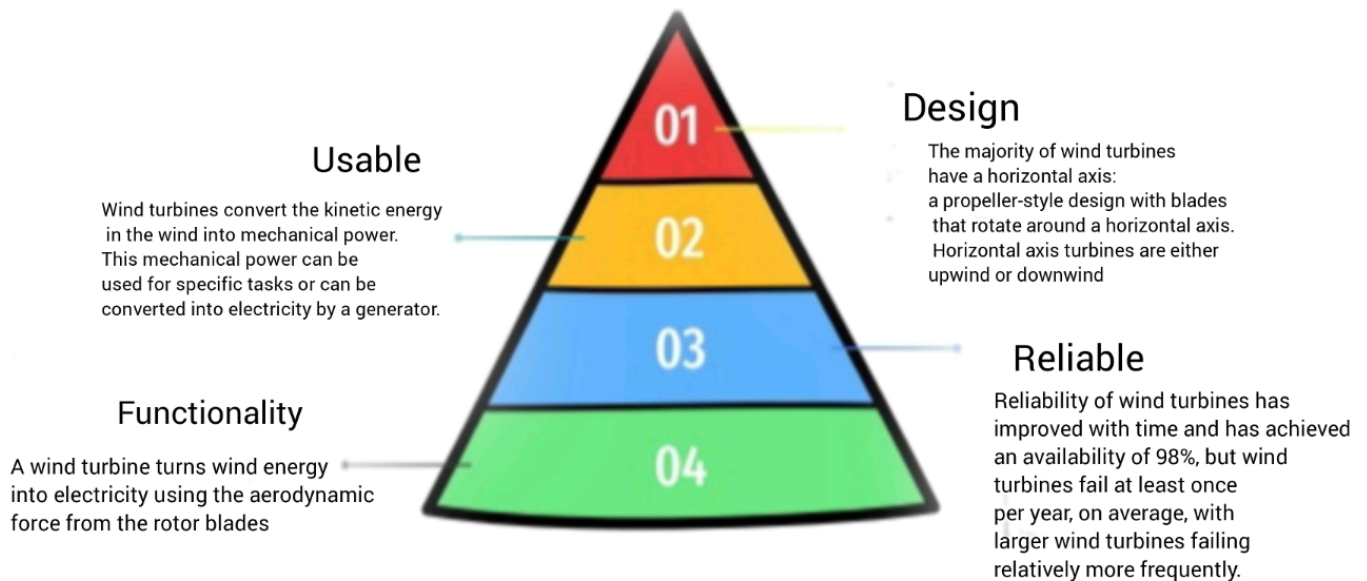 01
Design
The majority of wind turbines
have a horizontal axis:
a propeller-style design with blades
that rotate around a horizontal axis.
Horizontal axis turbines are either
upwind or downwind
Usable
Wind turbines convert the kinetic energy
in the wind into mechanical power.
This mechanical power can be
used for specific tasks or can be
converted into electricity by a generator.
02
03
Reliable
Reliability of wind turbines has
improved with time and has achieved
an availability of 98%, but wind
turbines fail at least once
per year, on average, with
larger wind turbines failing
relatively more frequently.
Functionality
A wind turbine turns wind energy
into electricity using the aerodynamic
force from the rotor blades
04